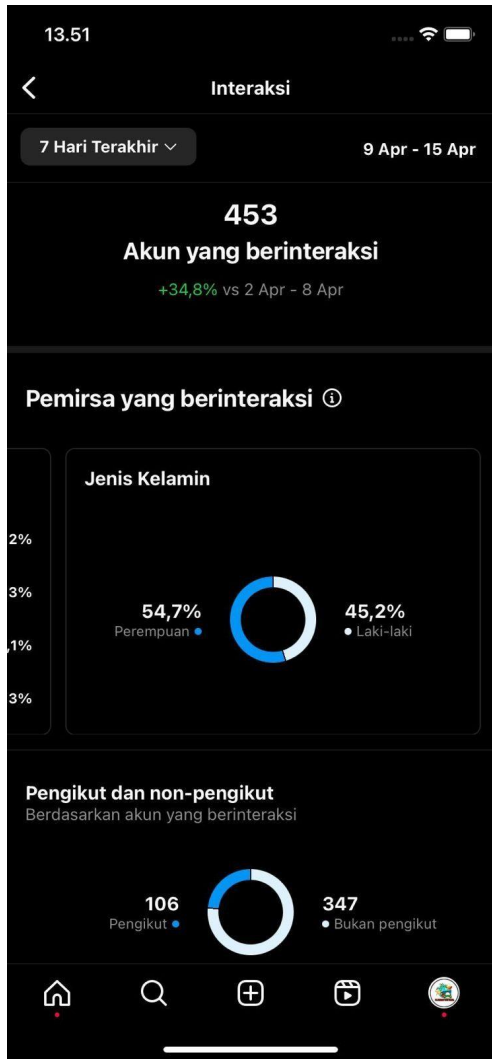 13.51
Interaksi
7 Hari Terakhir
9 Apr - 15 Apr
453
Akun yang berinteraksi
+34,8% vs 2 Apr - 8 Apr
Pemirsa yang berinteraksi
Jenis Kelamin
2%
3%
,1%
3%
54,7%
Perempuan
45,2%
Laki-laki
Pengikut dan non-pengikut
Berdasarkan akun yang berinteraksi
106
Pengikut
347
Bukan pengikut